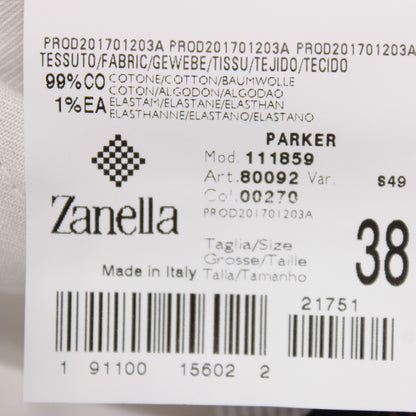 PROD201701203A PROD201701203A PROD201701203A
TESSUTO/FABRIC/GEWEBE/TISSU/TEJIDO/TECIDO
99%CO COTONE/COTTON/BAUMWOLLE
COTON/ALGODON/ALGODAO
1%EA ELASTAM/ELASTANE/ELASTHAN
ELASTHANNE/ELASTANO/ELASTANO
PARKER
Mod. 111859
Art. 80092 Var. S49
Col. 00270
PROD201701203A
Zanella
Taglia/Size
Grosse/Taille
Talla/Tamanho
38
Made in Italy
21751
1 91100 15602 2